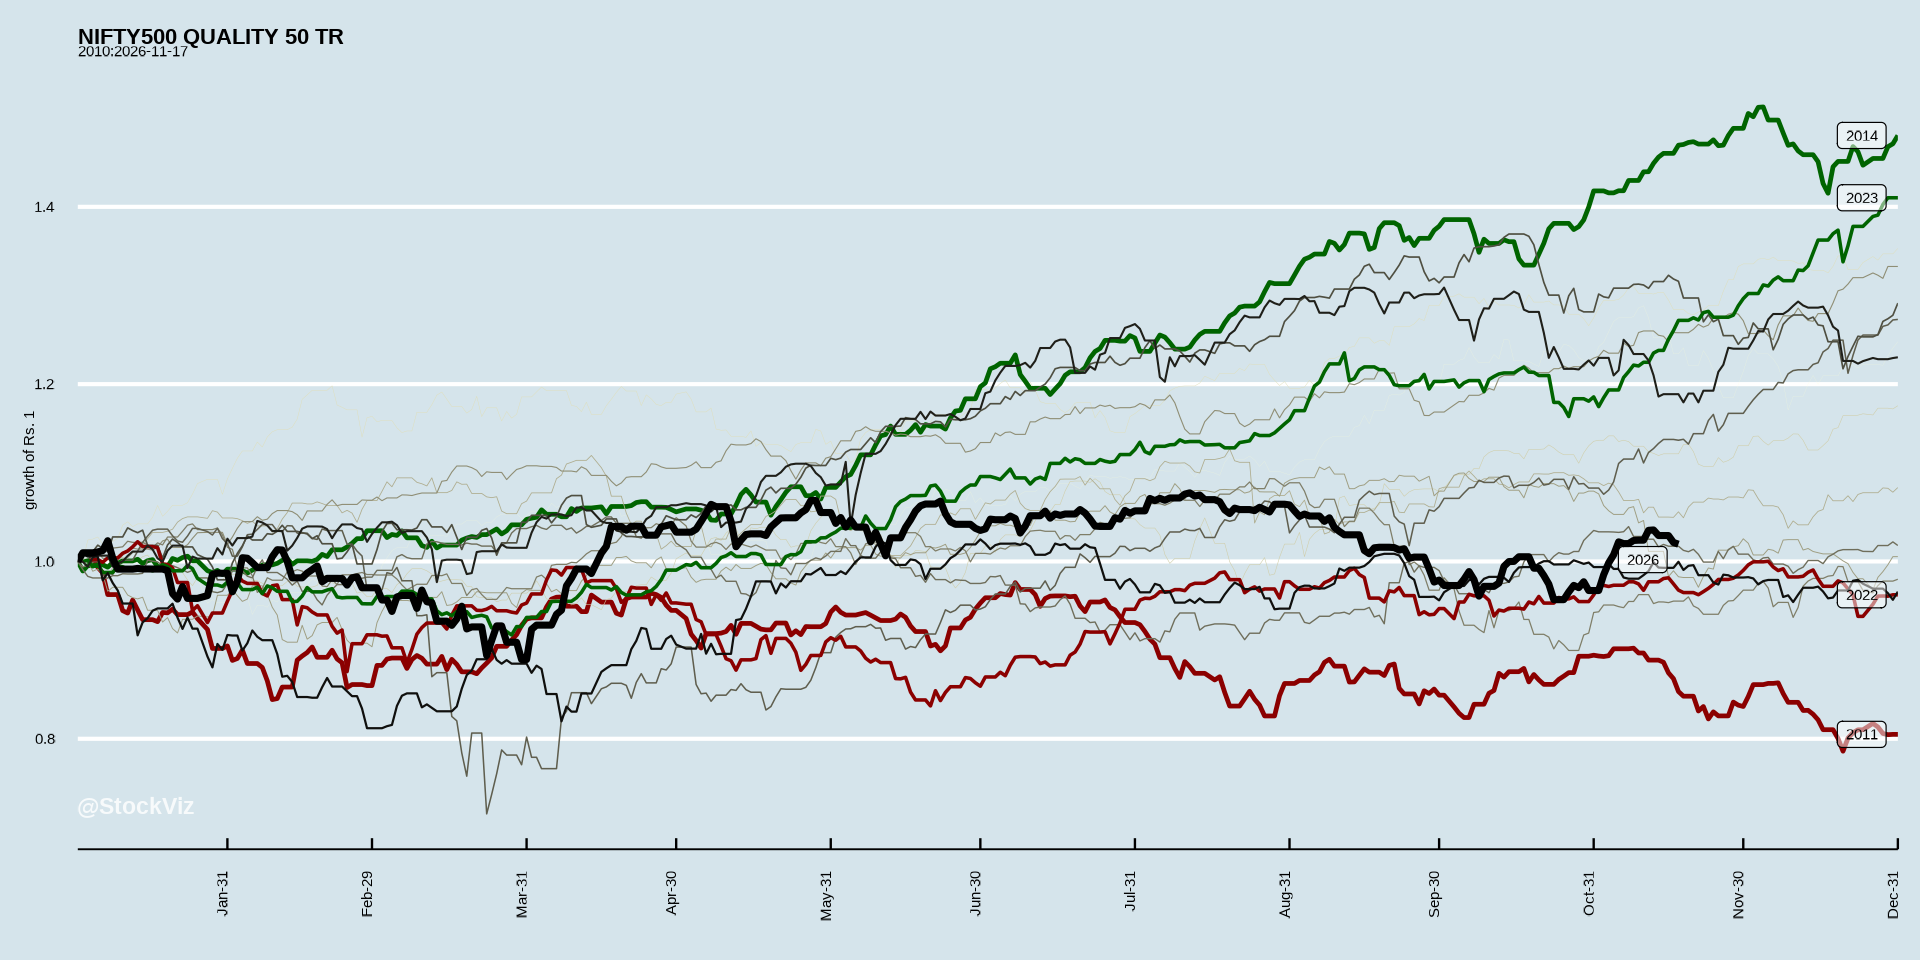 NIFTY500 QUALITY 50 TR
2010:2026-11-17
growth of Rs. 1
1.4
1.2
1.0
0.8
2014
2023
2026
2022
2011
@StockViz
Jan-31
Feb-29
Mar-31
Apr-30
May-31
Jun-30
Jul-31
Aug-31
Sep-30
Oct-31
Nov-30
Dec-31